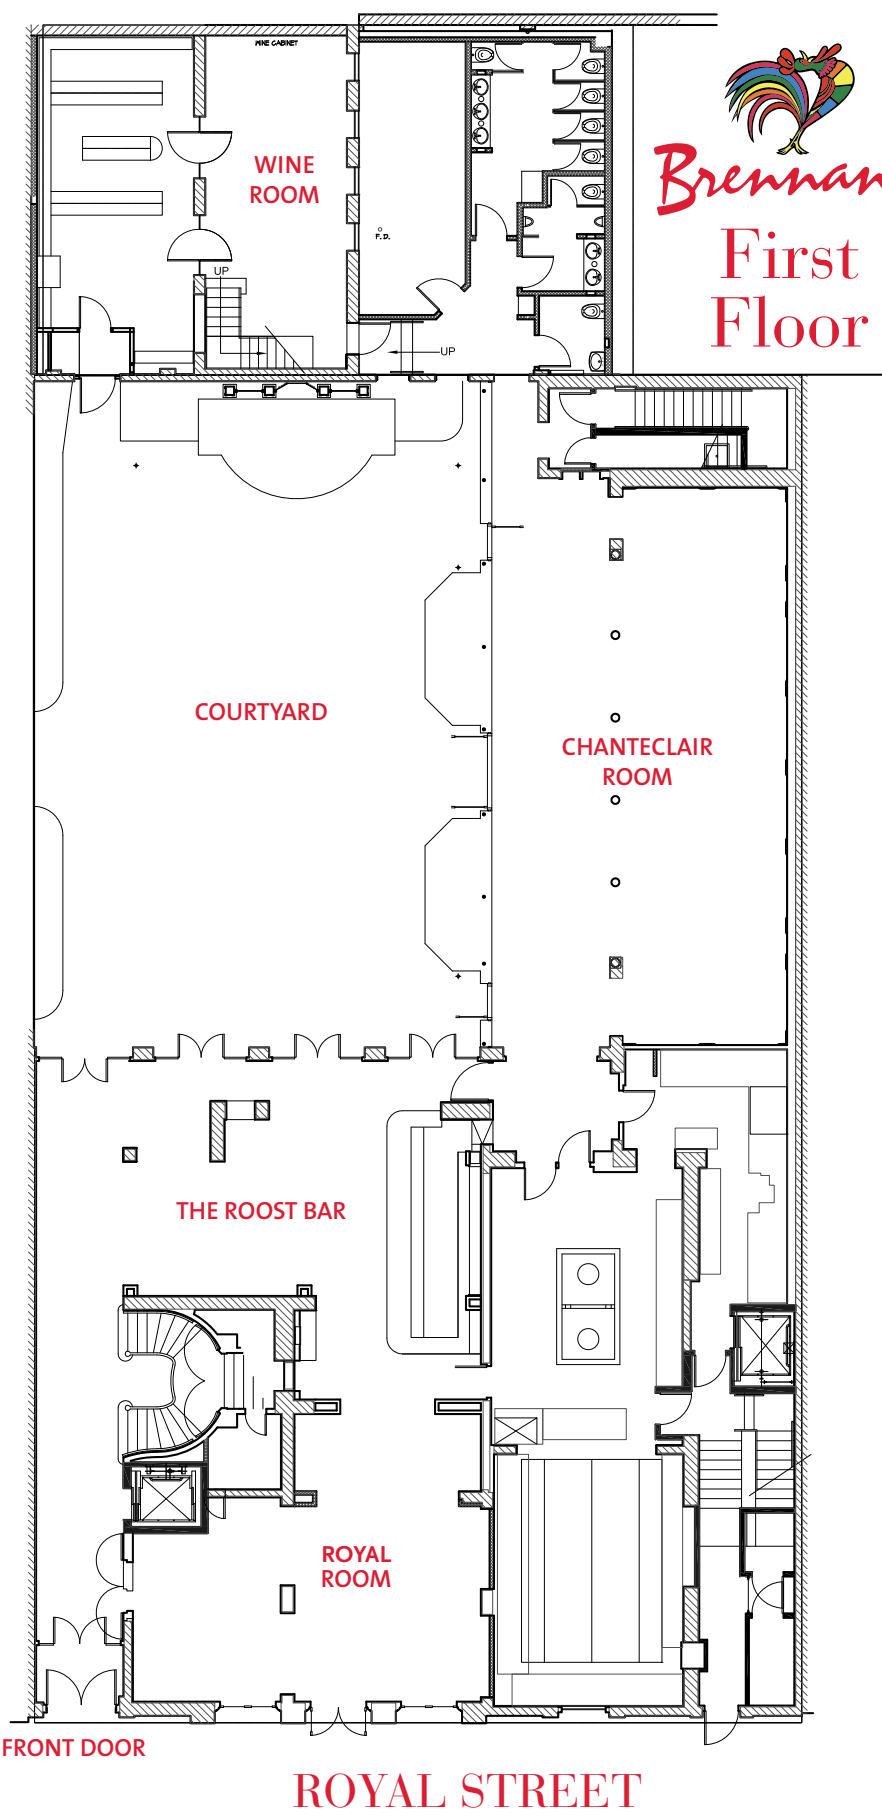 WINE CABINET
WINE
ROOM
Brennan
First
Floor
F.D.
UP
UP
COURTYARD
CHANTECLAIR
ROOM
THE ROOST BAR
ROYAL
ROOM
FRONT DOOR
ROYAL STREET